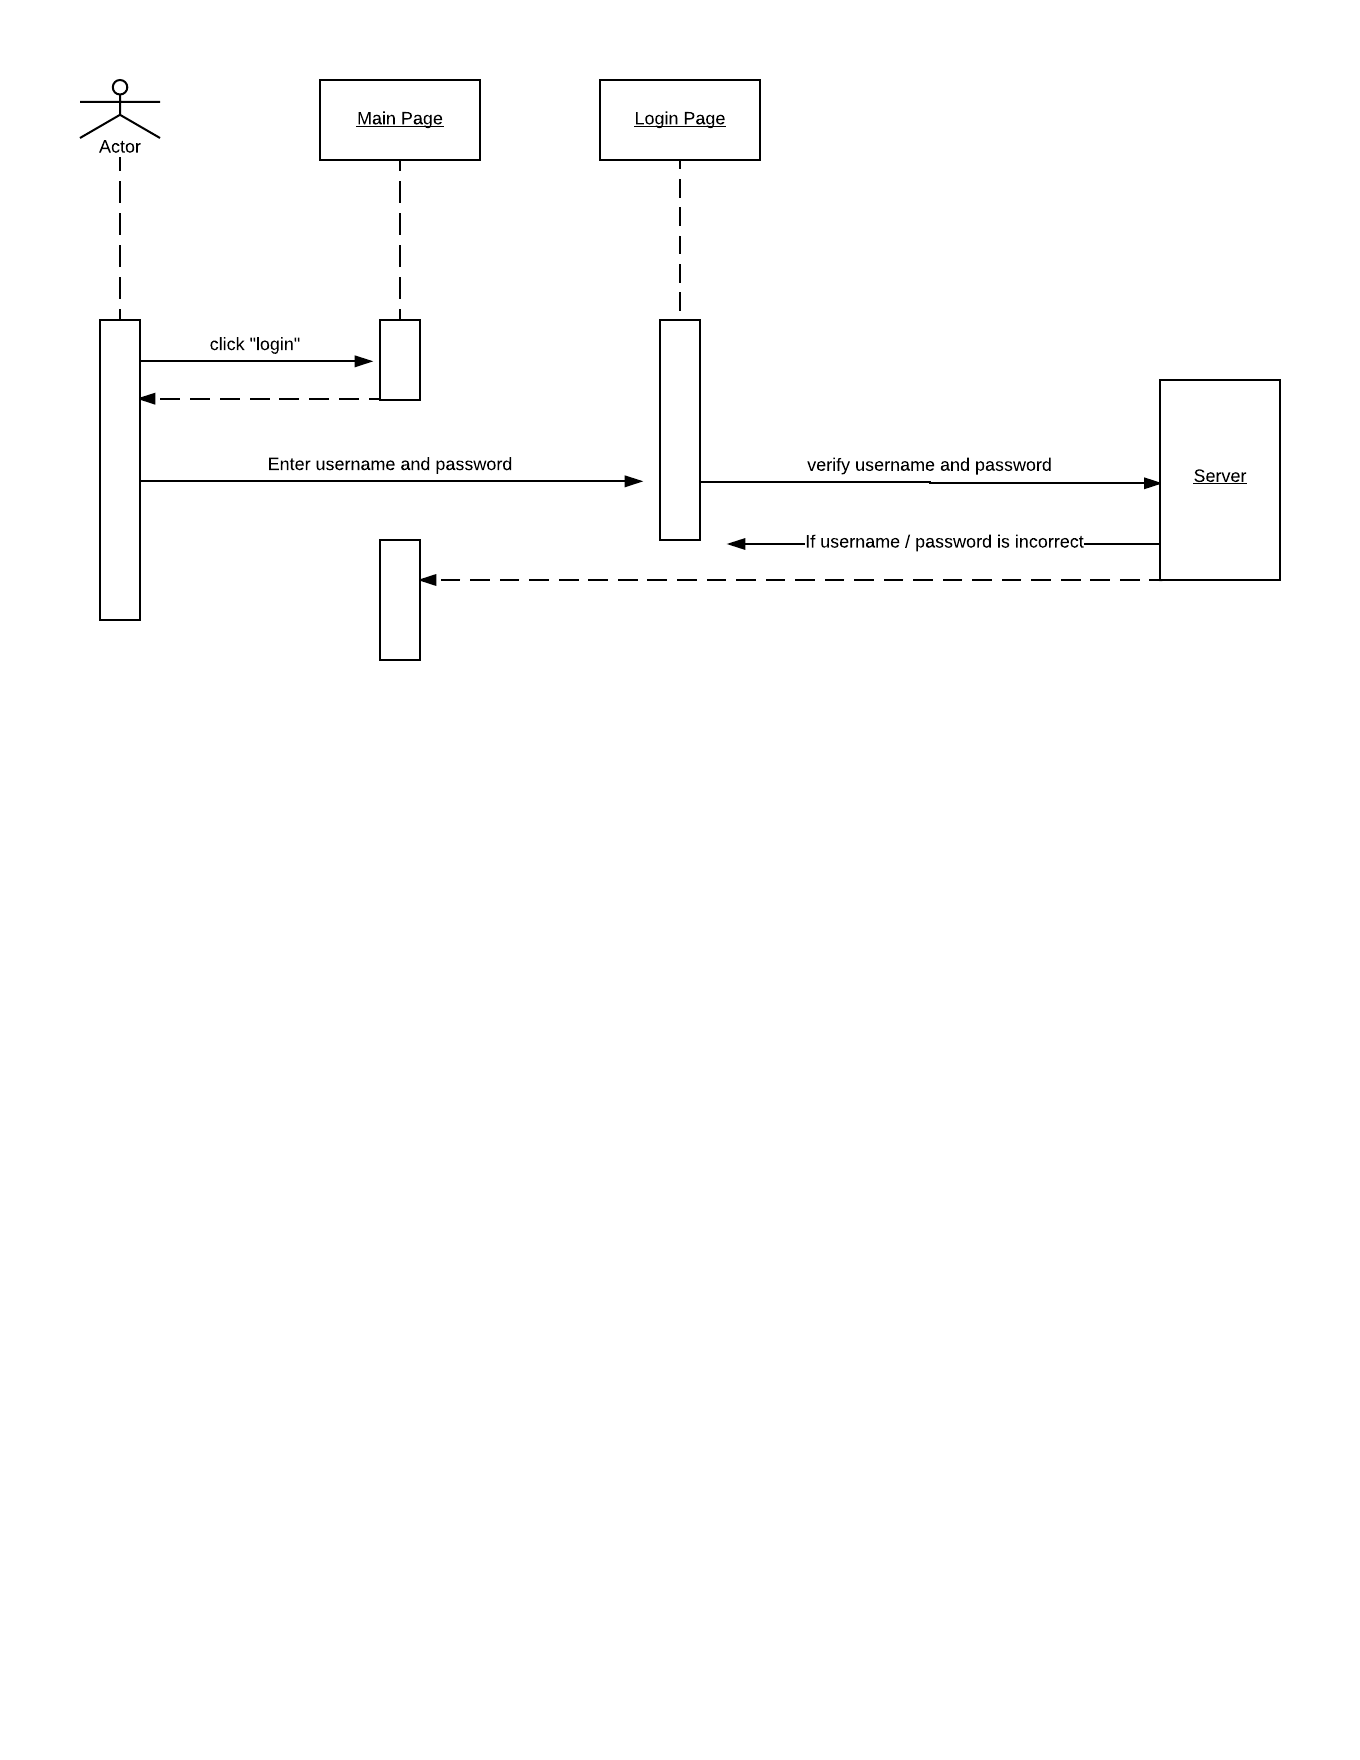 Actor
Main Page
Login Page
click "login"
Enter username and password
verify username and password
Server
If username / password is incorrect